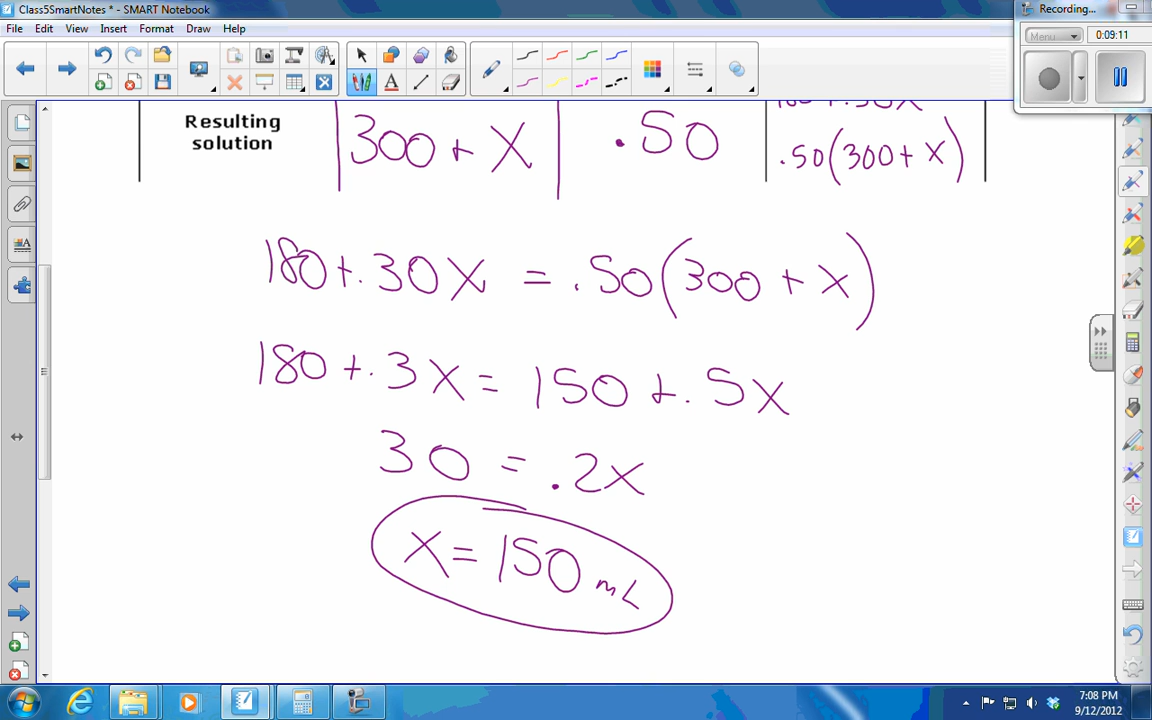 Class5SmartNotes * - SMART Notebook
Recording...
File Edit View Insert Format Draw Help
Menu
0:09:11
Resulting
solution
300 + X
.50
.50(300 + X)
180 + .30X = .50(300 + X)
180 + .3X = 150 + .5X
30 = .2X
X = 150 mL
7:08 PM
9/12/2012